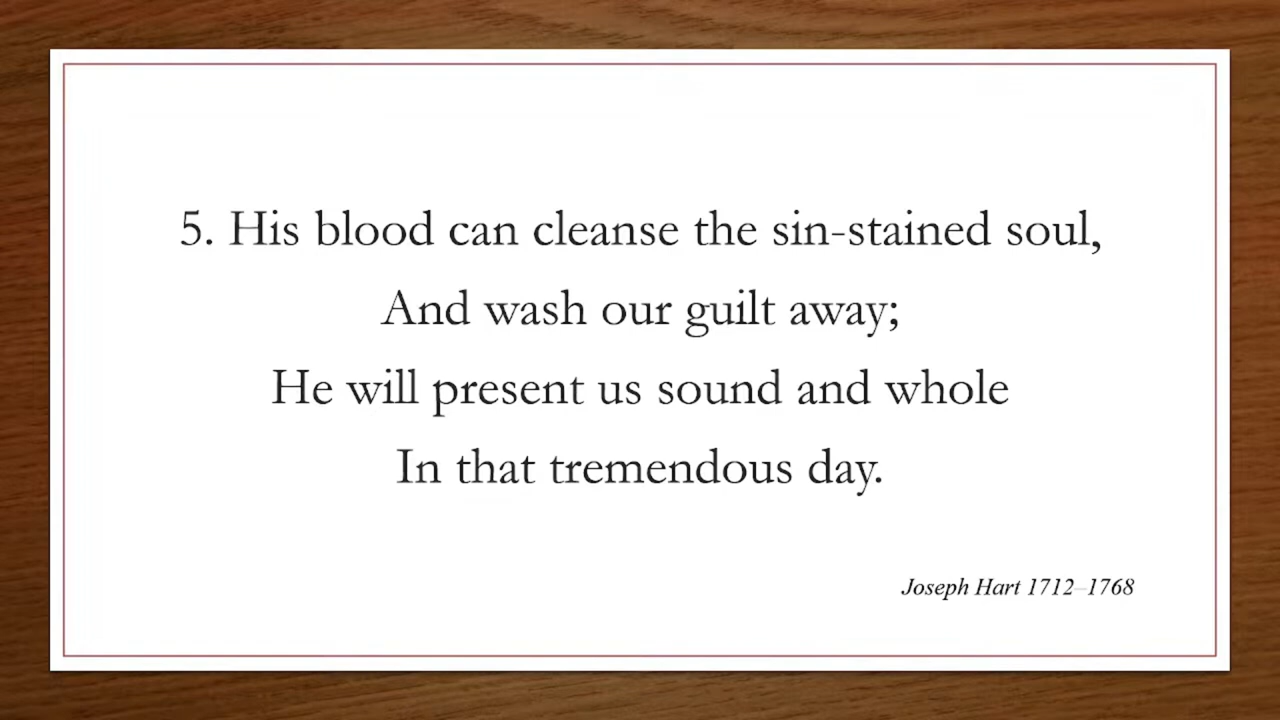 5. His blood can cleanse the sin-stained soul,
And wash our guilt away;
He will present us sound and whole
In that tremendous day.
Joseph Hart 1712–1768